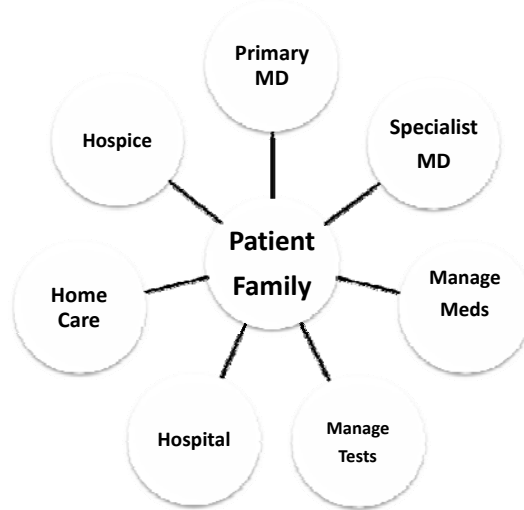 Primary
MD
Specialist
MD
Hospice
Patient
Family
Manage
Meds
Home
Care
Hospital
Manage
Tests